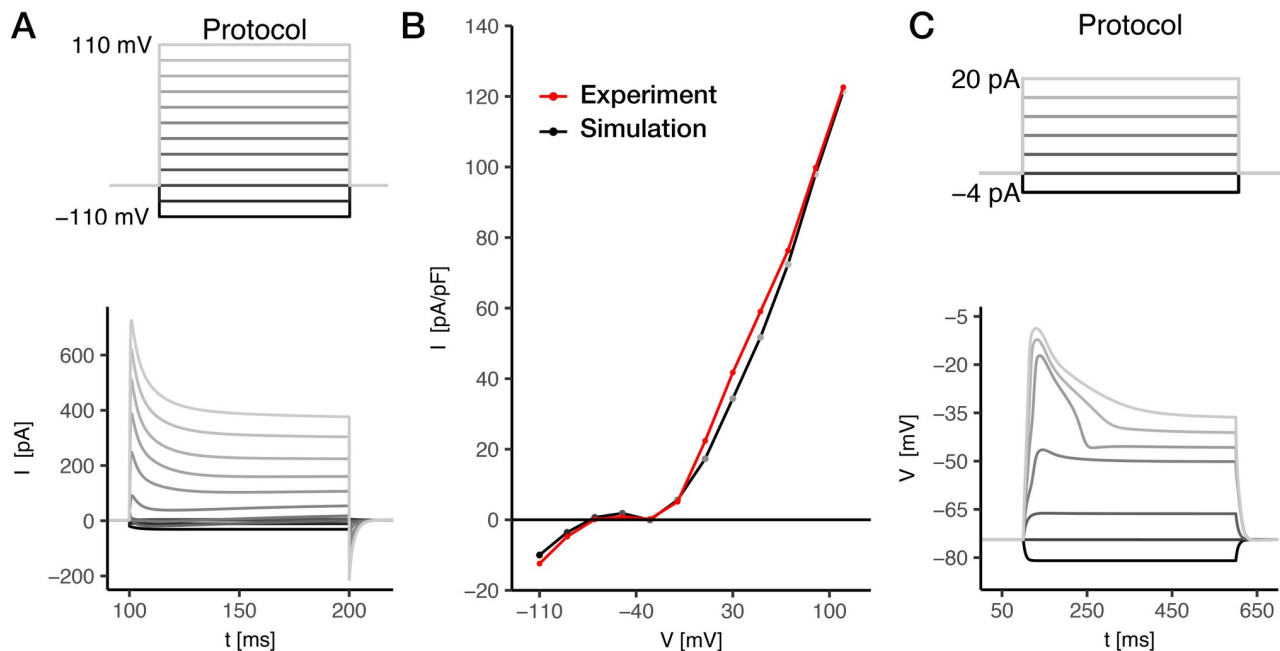 A
Protocol
110 mV
−110 mV
I [pA]
600
400
200
0
−200
100
150
200
t [ms]
B
I [pA/pF]
140
120
100
80
60
40
20
0
−20
Experiment
Simulation
−110
−40
30
100
V [mV]
C
Protocol
20 pA
−4 pA
V [mV]
−5
−20
−35
−50
−65
−80
50
250
450
650
t [ms]